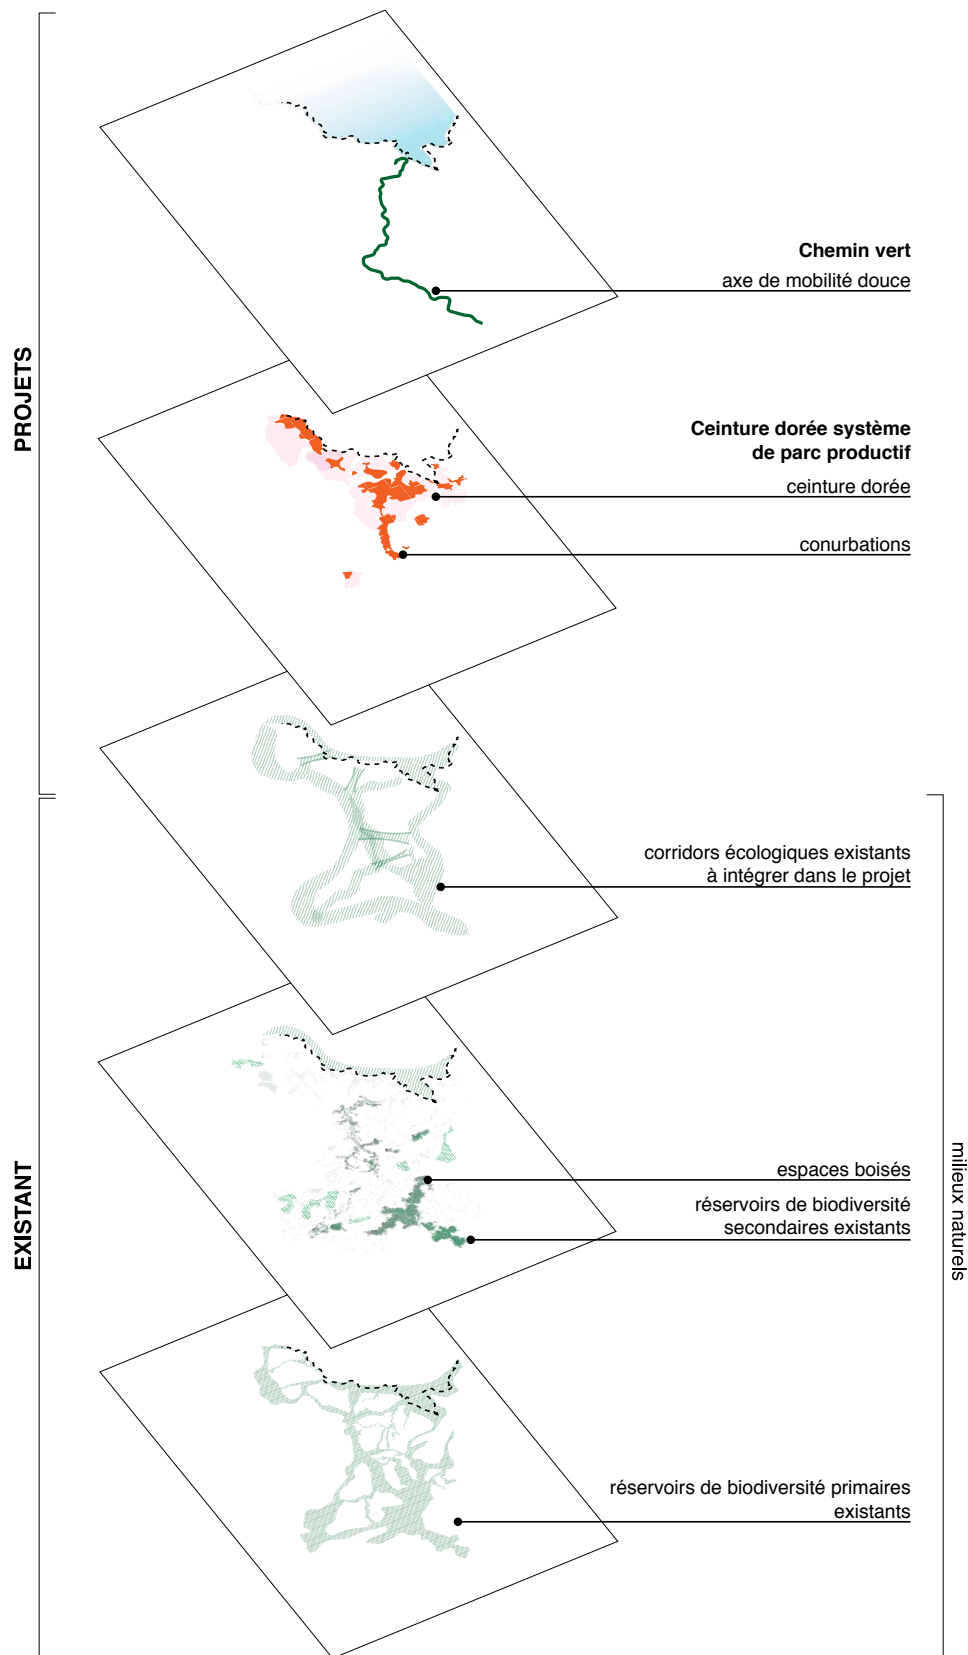 PROJETS
Chemin vert
axe de mobilité douce
Ceinture dorée système
de parc productif
ceinture dorée
conurbations
corridors écologiques existants
à intégrer dans le projet
EXISTANT
milieux naturels
espaces boisés
réservoirs de biodiversité
secondaires existants
réservoirs de biodiversité primaires
existants